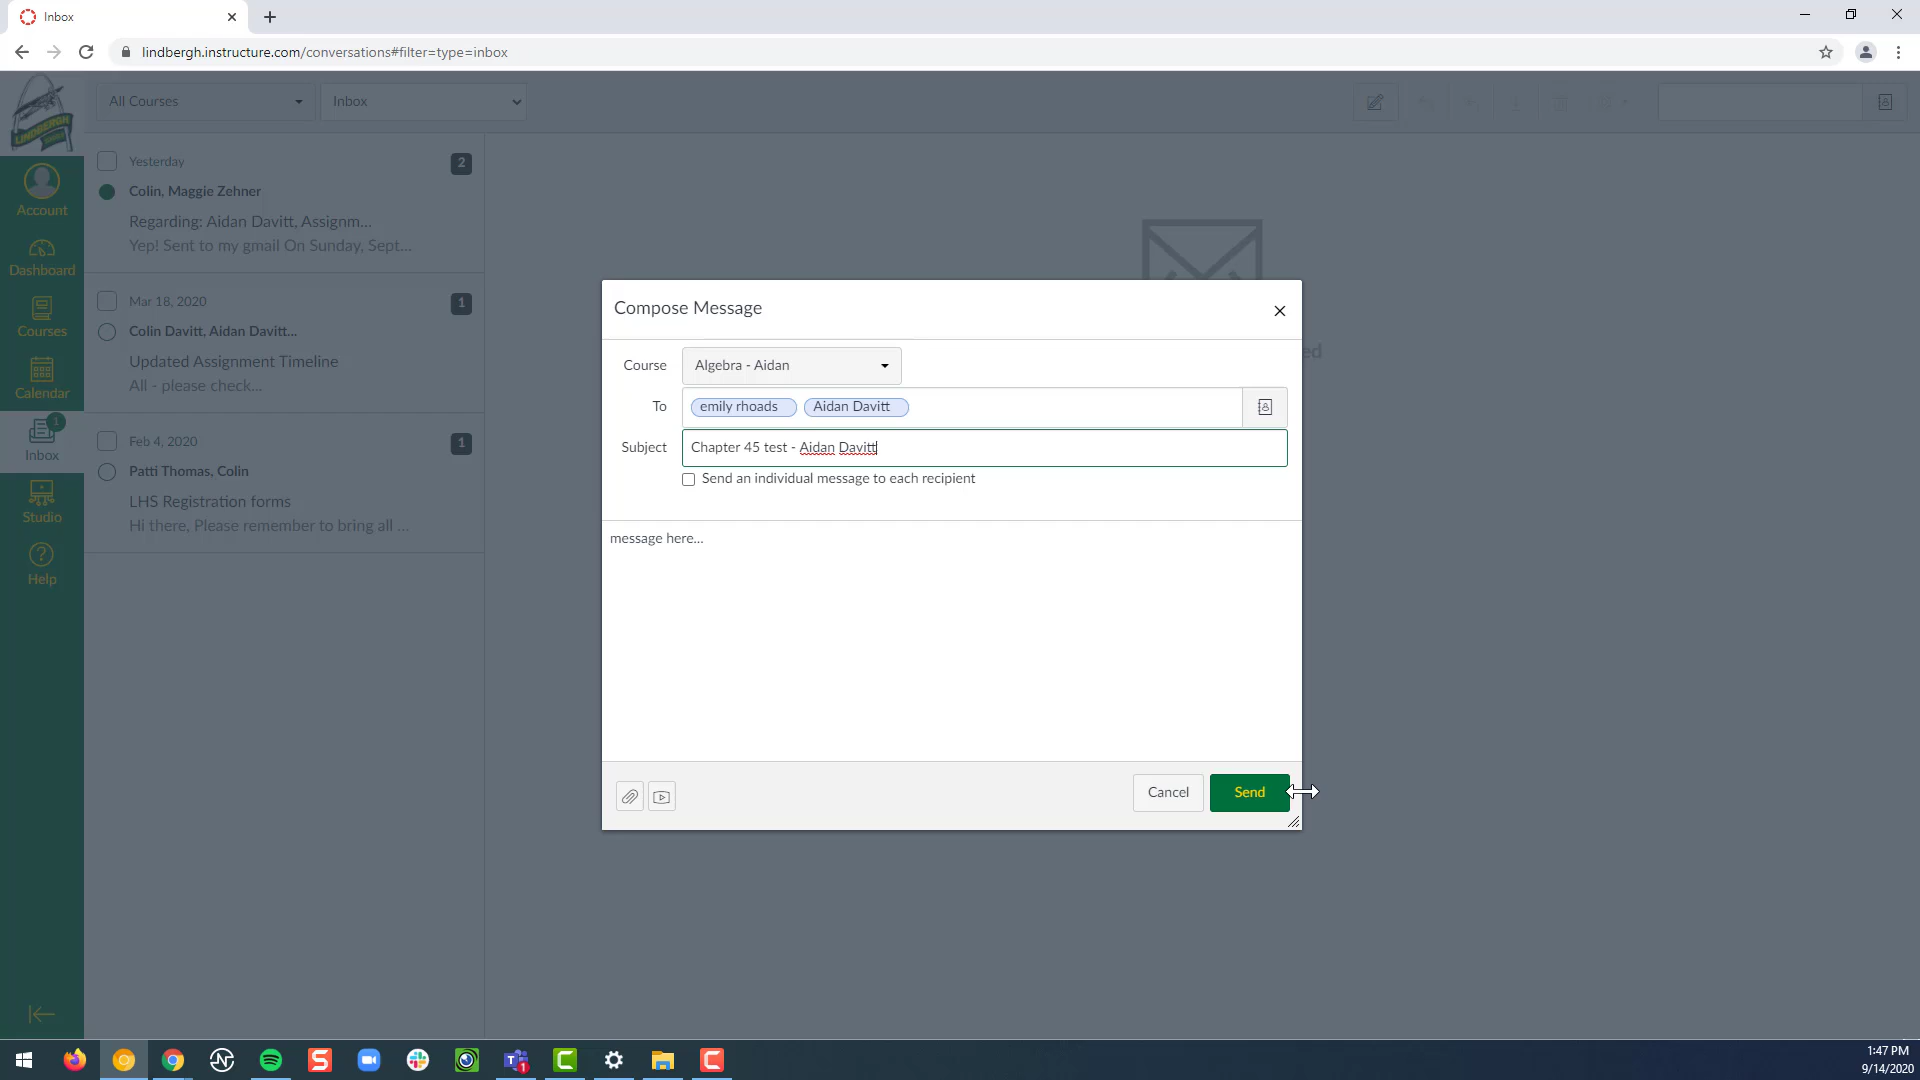 Inbox
lindbergh.instructure.com/conversations#filter=type=inbox
LINDBERGH
All Courses
Inbox
Account
Dashboard
Courses
Calendar
1
Inbox
Studio
Help
Yesterday
2
Colin, Maggie Zehner
Regarding: Aidan Davitt, Assignm...
Yep! Sent to my gmail On Sunday, Sept...
Mar 18, 2020
1
Colin Davitt, Aidan Davitt...
Updated Assignment Timeline
All - please check...
Feb 4, 2020
1
Patti Thomas, Colin
LHS Registration forms
Hi there, Please remember to bring all ...
ed
Compose Message
Course
Algebra - Aidan
To
emily rhoads
Aidan Davitt
Subject
Chapter 45 test - Aidan Davitt
Send an individual message to each recipient
message here...
Cancel
Send
1
1:47 PM
9/14/2020